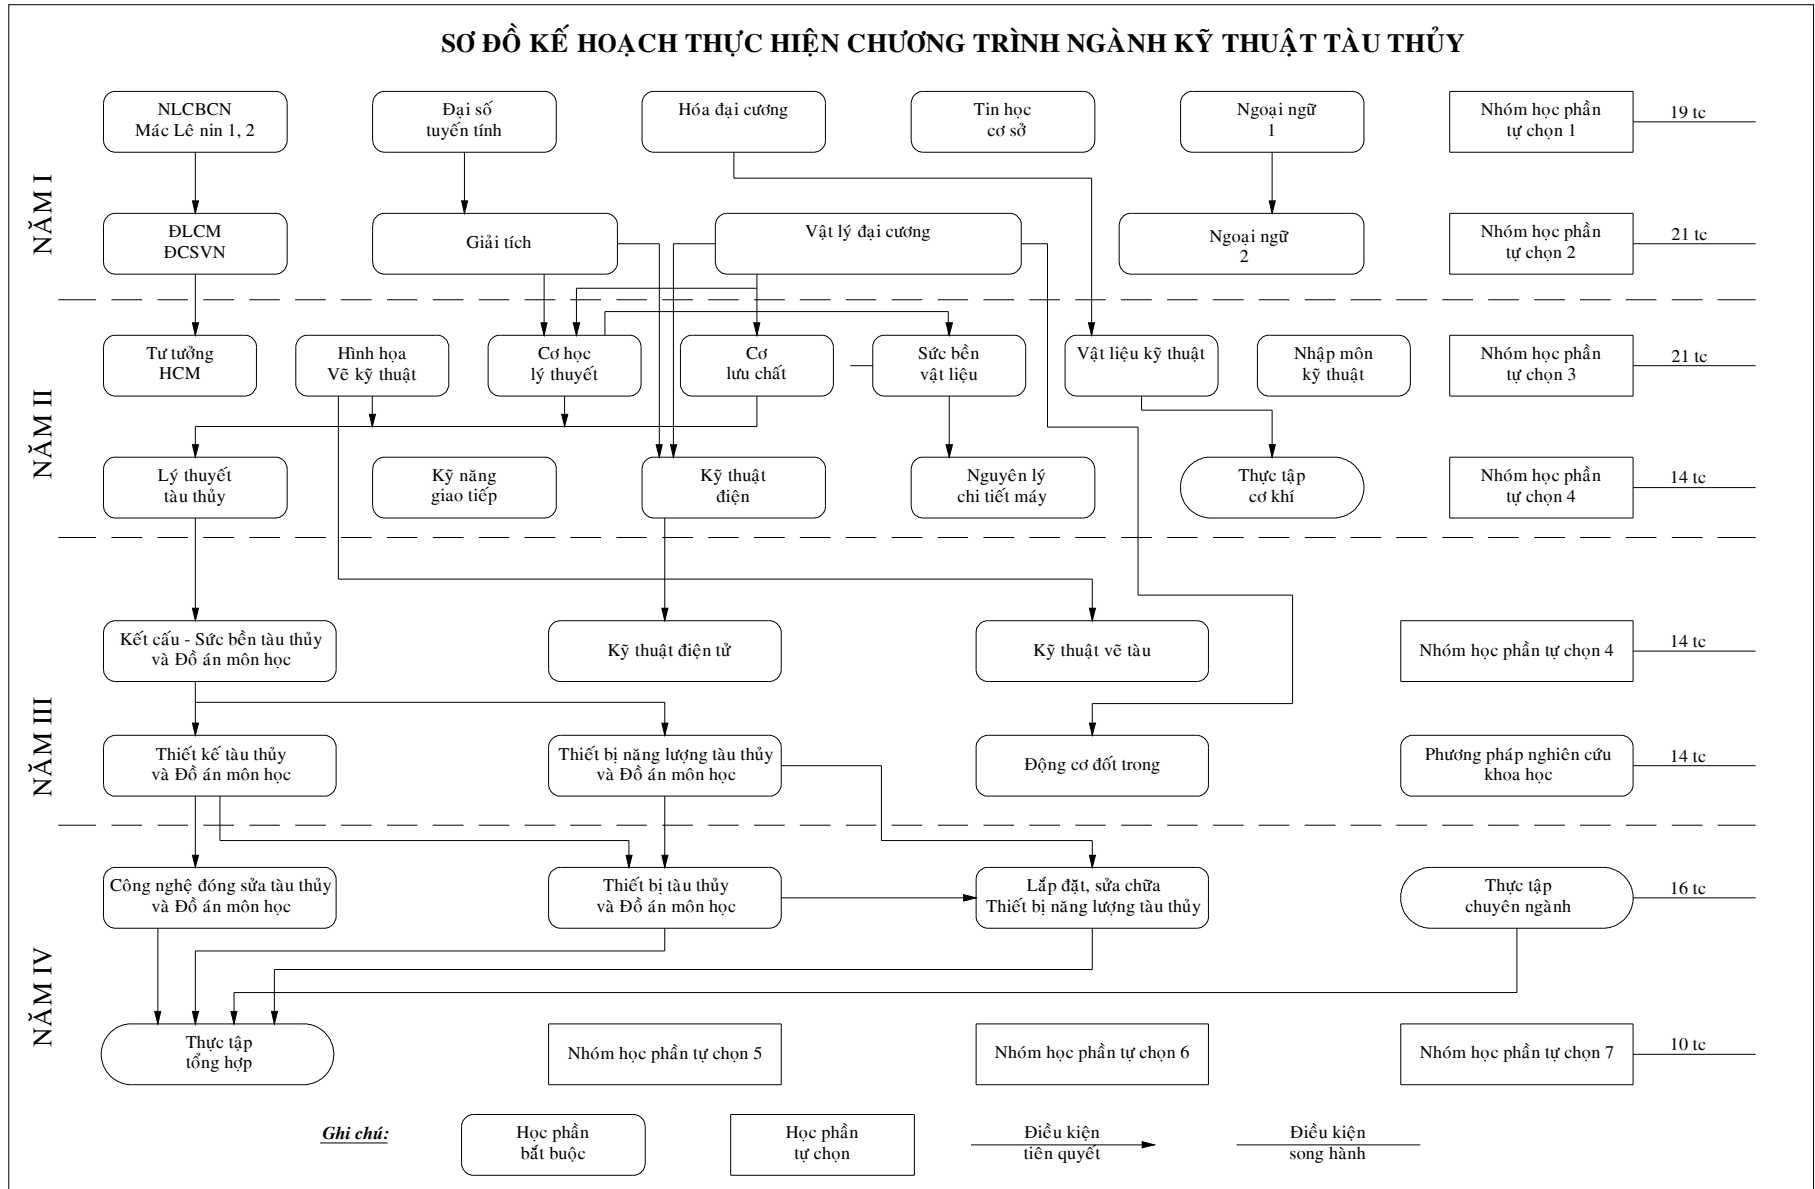 SƠ ĐỒ KẾ HOẠCH THỰC HIỆN CHƯƠNG TRÌNH NGÀNH KỸ THUẬT TÀU THỦY
NĂM I
NLCBCN
Mác Lê nin 1, 2
Đại số
tuyến tính
Hóa đại cương
Tin học
cơ sở
Ngoại ngữ
1
Nhóm học phần
tự chọn 1
19 tc
ĐLCM
ĐCSVN
Giải tích
Vật lý đại cương
Ngoại ngữ
2
Nhóm học phần
tự chọn 2
21 tc
NĂM II
Tư tưởng
HCM
Hình họa
Vẽ kỹ thuật
Cơ học
lý thuyết
Cơ
lưu chất
Sức bền
vật liệu
Vật liệu kỹ thuật
Nhập môn
kỹ thuật
Nhóm học phần
tự chọn 3
21 tc
Lý thuyết
tàu thủy
Kỹ năng
giao tiếp
Kỹ thuật
điện
Nguyên lý
chi tiết máy
Thực tập
cơ khí
Nhóm học phần
tự chọn 4
14 tc
NĂM III
Kết cấu - Sức bền tàu thủy
và Đồ án môn học
Kỹ thuật điện tử
Kỹ thuật vẽ tàu
Nhóm học phần tự chọn 4
14 tc
Thiết kế tàu thủy
và Đồ án môn học
Thiết bị năng lượng tàu thủy
và Đồ án môn học
Động cơ đốt trong
Phương pháp nghiên cứu
khoa học
14 tc
NĂM IV
Công nghệ đóng sửa tàu thủy
và Đồ án môn học
Thiết bị tàu thủy
và Đồ án môn học
Lắp đặt, sửa chữa
Thiết bị năng lượng tàu thủy
Thực tập
chuyên ngành
16 tc
Thực tập
tổng hợp
Nhóm học phần tự chọn 5
Nhóm học phần tự chọn 6
Nhóm học phần tự chọn 7
10 tc
Ghi chú:
Học phần
bắt buộc
Học phần
tự chọn
Điều kiện
tiên quyết
Điều kiện
song hành